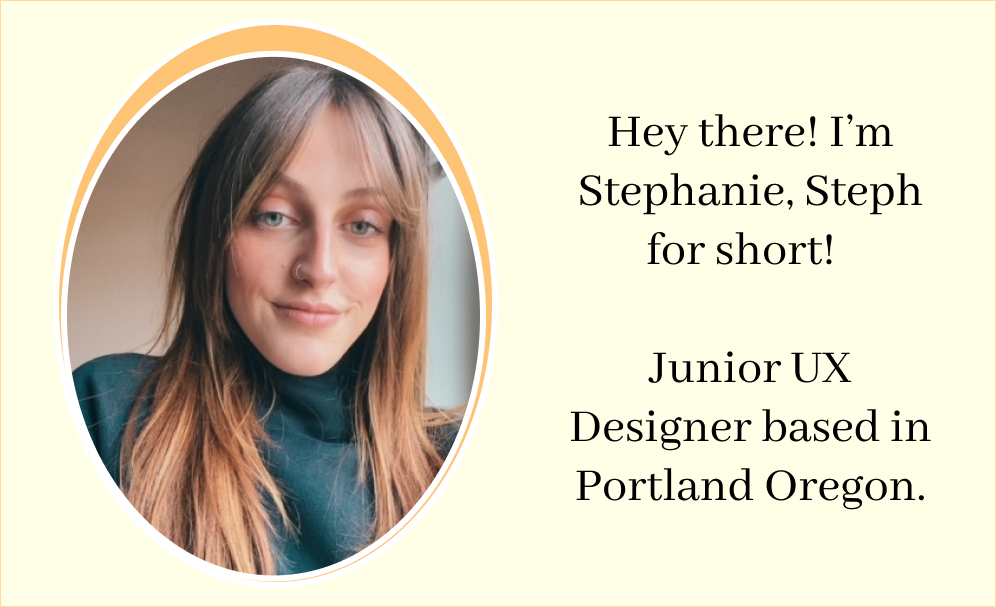 Hey there! I’m
Stephanie, Steph
for short!
Junior UX
Designer based in
Portland Oregon.